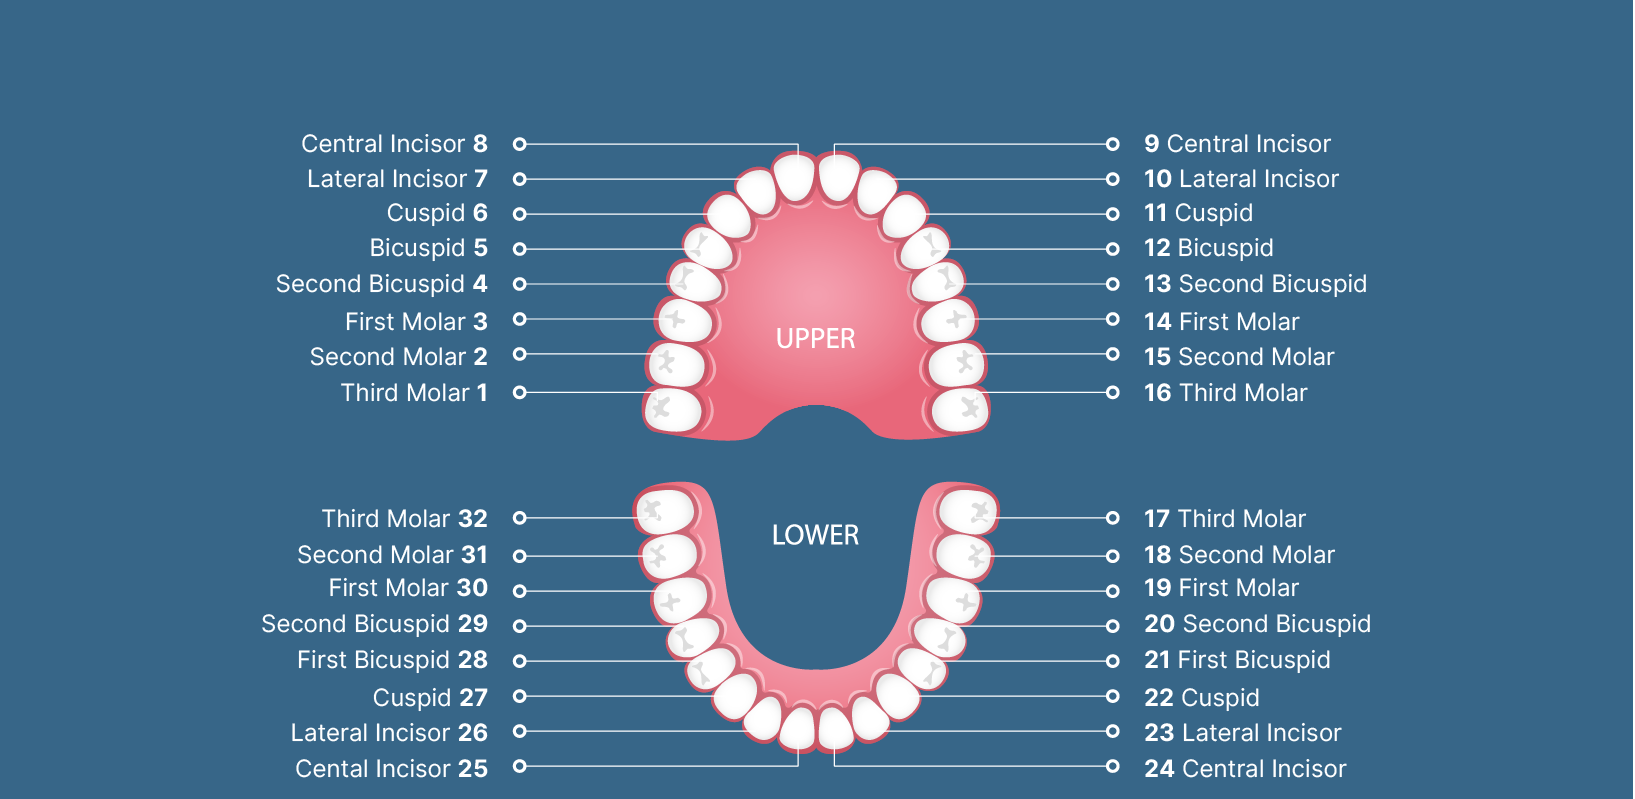 Central Incisor 8
Lateral Incisor 7
Cuspid 6
Bicuspid 5
Second Bicuspid 4
First Molar 3
Second Molar 2
Third Molar 1
9 Central Incisor
10 Lateral Incisor
11 Cuspid
12 Bicuspid
13 Second Bicuspid
14 First Molar
15 Second Molar
16 Third Molar
UPPER
LOWER
Third Molar 32
Second Molar 31
First Molar 30
Second Bicuspid 29
First Bicuspid 28
Cuspid 27
Lateral Incisor 26
Cental Incisor 25
17 Third Molar
18 Second Molar
19 First Molar
20 Second Bicuspid
21 First Bicuspid
22 Cuspid
23 Lateral Incisor
24 Central Incisor